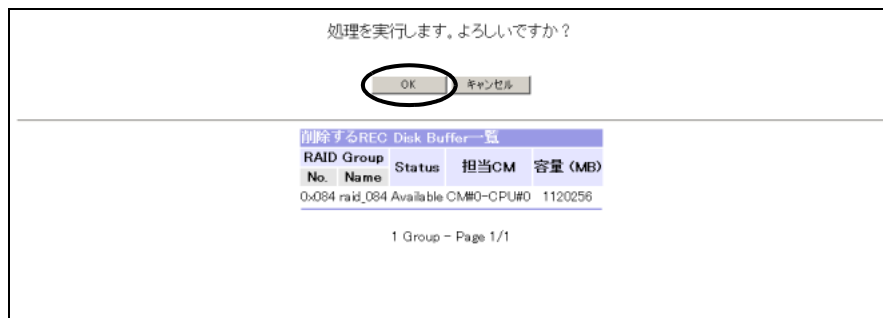 処理を実行します。よろしいですか？
OK キャンセル
削除するREC Disk Buffer一覧
RAID Group Status 担当CM 容量 (MB)
No. Name
0x084 raid_084 Available CM#0-CPU#0 1120256
1 Group - Page 1/1